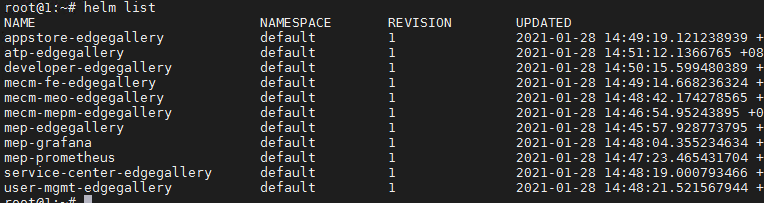 root@1:~# helm list
NAME NAMESPACE REVISION UPDATED
appstore-edgegallery default 1 2021-01-28 14:49:19.121238939 +
atp-edgegallery default 1 2021-01-28 14:51:12.1366765 +08
developer-edgegallery default 1 2021-01-28 14:50:15.599480389 +
mecm-fe-edgegallery default 1 2021-01-28 14:49:14.668236324 +
mecm-meo-edgegallery default 1 2021-01-28 14:48:42.174278565 +
mecm-mepm-edgegallery default 1 2021-01-28 14:46:54.95243895 +0
mep-edgegallery default 1 2021-01-28 14:45:57.928773795 +
mep-grafana default 1 2021-01-28 14:48:04.355234634 +
mep-prometheus default 1 2021-01-28 14:47:23.465431704 +
service-center-edgegallery default 1 2021-01-28 14:48:19.000793466 +
user-mgmt-edgegallery default 1 2021-01-28 14:48:21.521567944 +
root@1:~#